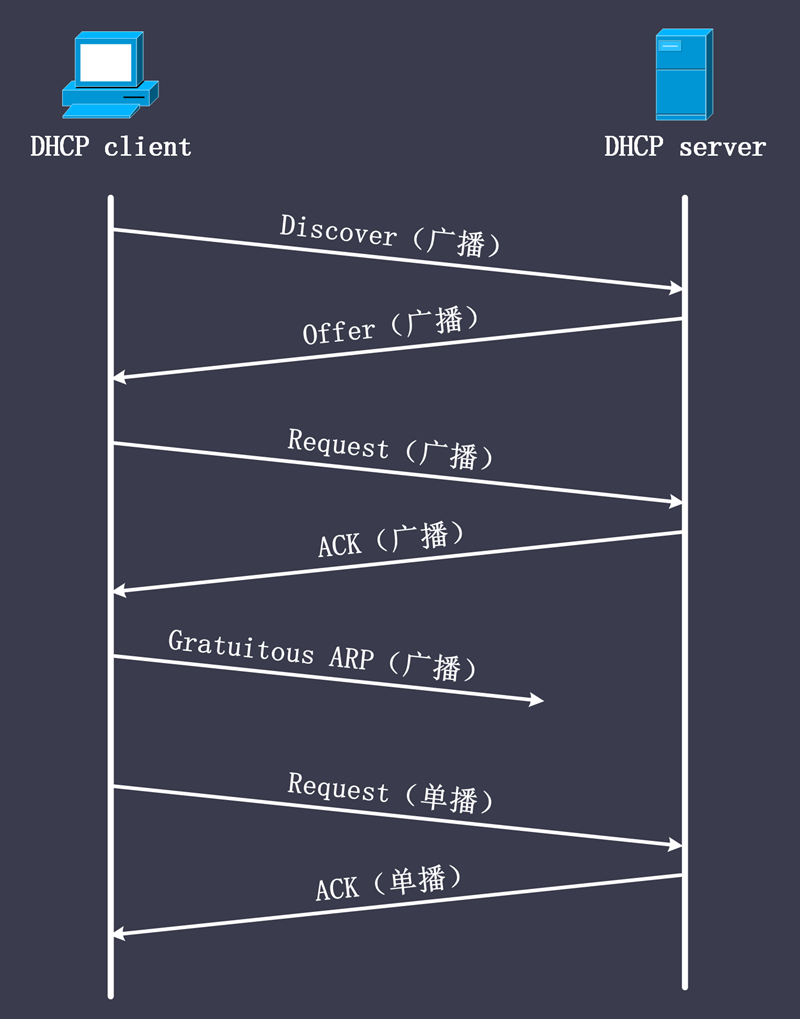 DHCP client
DHCP server
Discover（广播）
Offer（广播）
Request（广播）
ACK（广播）
Gratuitous ARP（广播）
Request（单播）
ACK（单播）